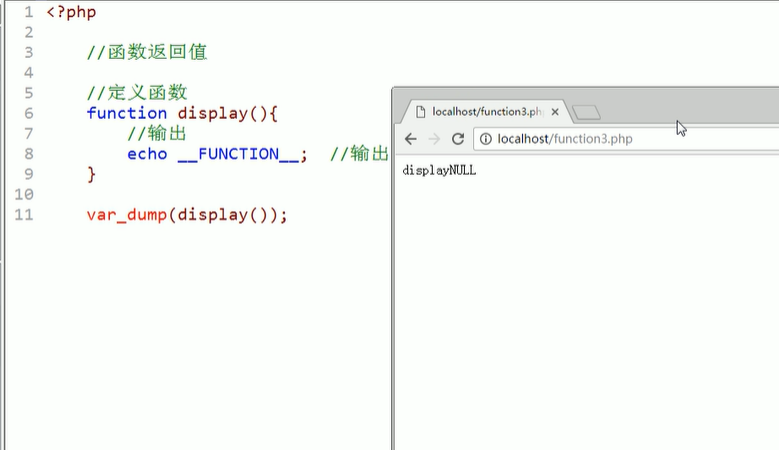 1 <?php
2
3 //函数返回值
4
5 //定义函数
6 function display(){
7 //输出
8 echo __FUNCTION__; //输出
9 }
10
11 var_dump(display());
localhost/function3.ph
localhost/function3.php
displayNULL